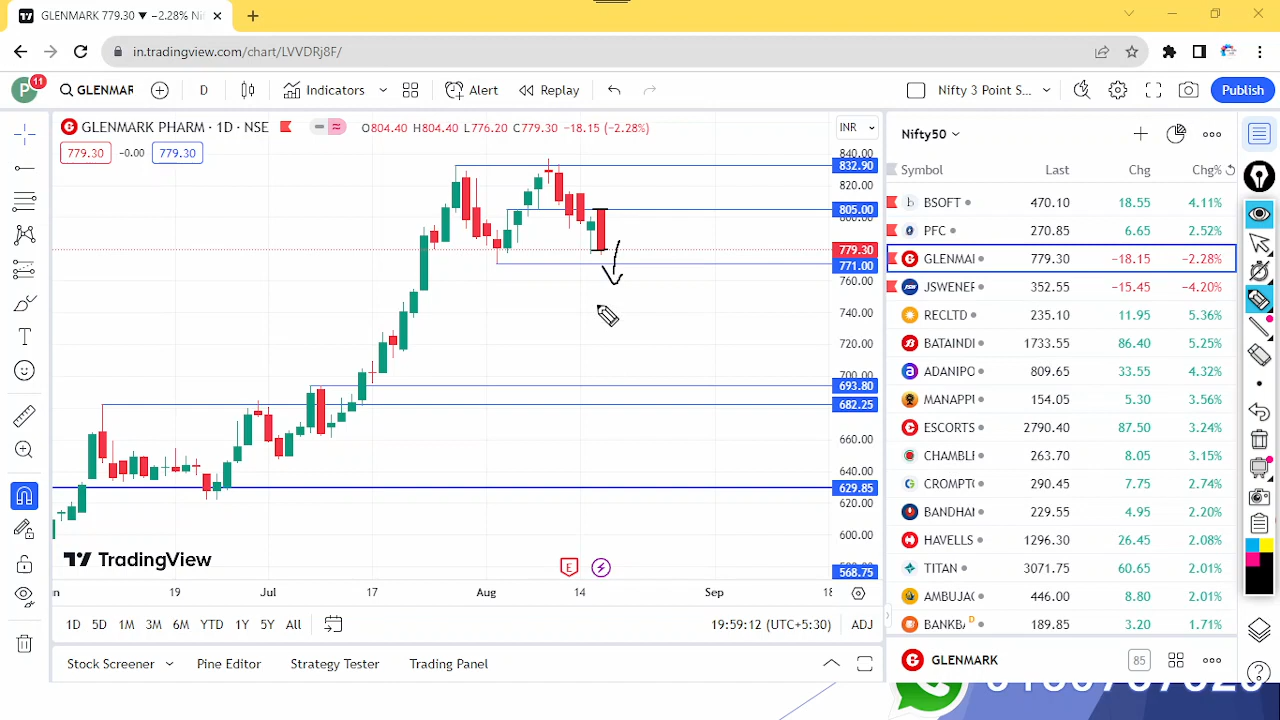 GLENMARK 779.30 ▼ −2.28% Ni
in.tradingview.com/chart/LVVDRj8F/
P 11 GLENMAR D Indicators Alert Replay Nifty 3 Point S... Publish
GLENMARK PHARM · 1D · NSE O804.40 H804.40 L776.20 C779.3 −18.15 (−2.28%) INR
779.30 -0.00 779.30
840.00
832.90
820.00
805.00
800.00
779.30
771.00
760.00
740.00
720.00
700.00
693.80
682.25
660.00
640.00
629.85
620.00
600.00
568.75
TradingView
E
19 Jul 17 Aug 14 Sep 18
1D 5D 1M 3M 6M YTD 1Y 5Y All 19:59:12 (UTC+5:30) ADJ
Stock Screener Pine Editor Strategy Tester Trading Panel
Nifty50
Symbol Last Chg Chg%
BSOFT 470.10 18.55 4.11%
PFC 270.85 6.65 2.52%
GLENMAI 779.30 −18.15 −2.28%
JSWENER 352.55 −15.45 −4.20%
RECLTD 235.10 11.95 5.36%
BATAINDI 1733.55 86.40 5.25%
ADANIPO 809.65 33.55 4.32%
MANAPPI 154.05 5.30 3.56%
ESCORTS 2790.40 87.50 3.24%
CHAMBLE 263.70 8.05 3.15%
CROMPT( 290.45 7.75 2.74%
BANDHAI 229.55 4.95 2.20%
HAVELLS 1296.30 26.45 2.08%
TITAN 3071.75 60.65 2.01%
AMBUJA( 446.00 8.80 2.01%
BANKBA D 189.85 3.20 1.71%
GLENMARK 85